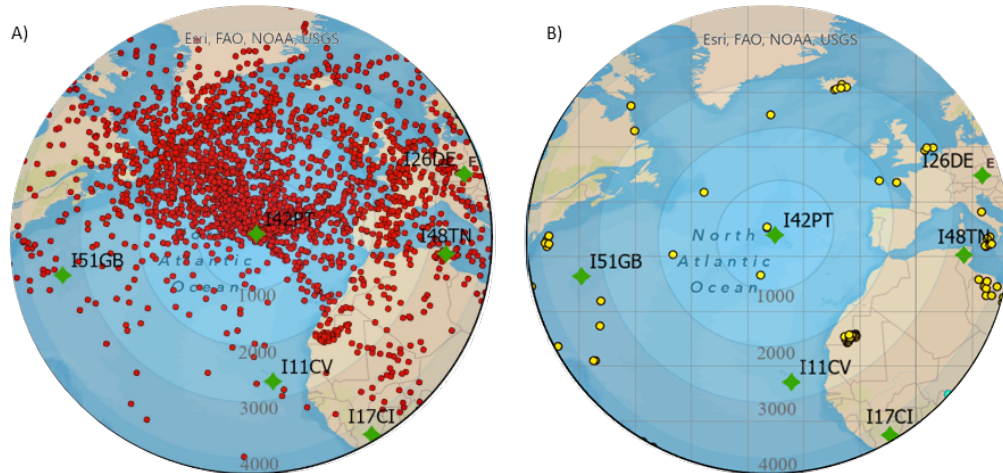 A)
Esri, FAO, NOAA, USGS
I26DE
E
I42PT
I48TN
I51GB
Atlantic
Ocean
1000
2000
I11CV
3000
I17CI
4000
B)
Esri, FAO, NOAA, USGS
I26DE
E
I42PT
North
I48TN
Atlantic
I51GB
Ocean
1000
2000
I11CV
3000
I17CI
4000